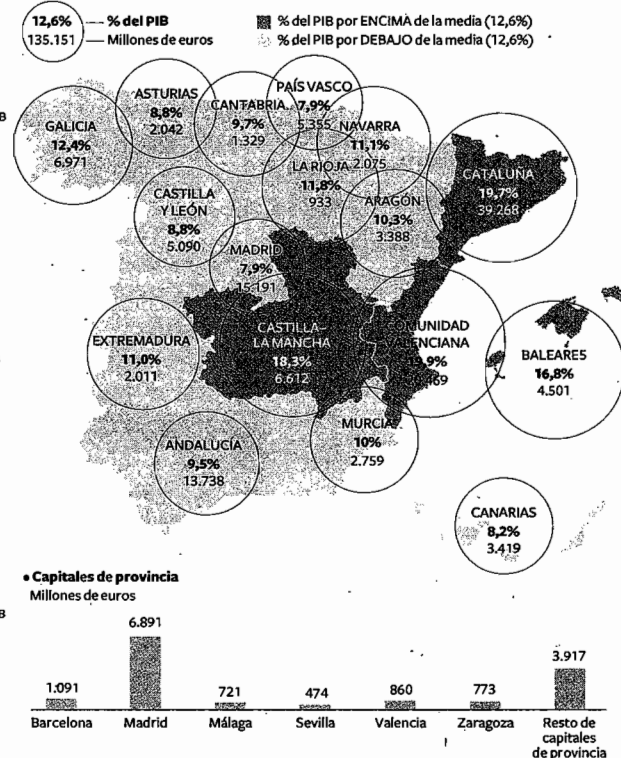 12,6% — % del PIB
135.151 — Millones de euros
% del PIB por ENCIMA de la media (12,6%)
% del PIB por DEBAJO de la media (12,6%)
B
GALICIA
12,4%
6.971
ASTURIAS
8,8%
2.042
CANTABRIA
9,7%
1.329
PAÍS VASCO
7,9%
5.355
NAVARRA
11,1%
2.075
LA RIOJA
11,8%
933
CATALUÑA
19,7%
39.268
CASTILLA
Y LEÓN
8,8%
5.090
ARAGÓN
10,3%
3.388
MADRID
7,9%
15.191
EXTREMADURA
11,0%
2.011
CASTILLA–
LA MANCHA
18,3%
6.612
COMUNIDAD
VALENCIANA
BALEARES
16,8%
4.501
ANDALUCÍA
9,5%
13.738
MURCIA
10%
2.759
CANARIAS
8,2%
3.419
• Capitales de provincia
Millones de euros
B
1.091
6.891
721
474
860
773
3.917
Barcelona
Madrid
Málaga
Sevilla
Valencia
Zaragoza
Resto de
capitales
de provincia